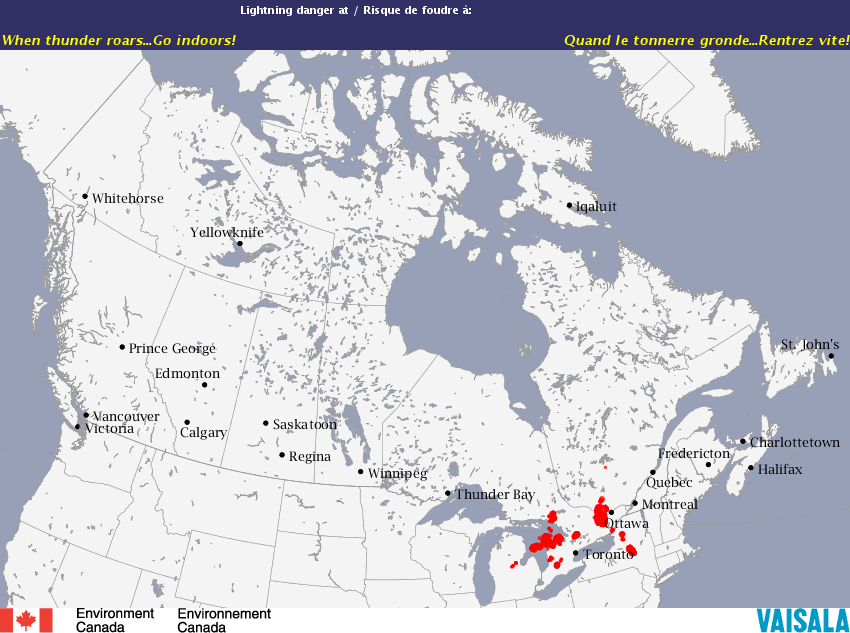 Lightning danger at / Risque de foudre à:
When thunder roars...Go indoors!
Quand le tonnerre gronde...Rentrez vite!
Whitehorse
Iqaluit
Yellowknife
Prince George
St. John's
Edmonton
Vancouver
Victoria
Calgary
Saskatoon
Charlottetown
Regina
Fredericton
Winnipeg
Halifax
Quebec
Thunder Bay
Montreal
Ottawa
Toronto
Environment Canada
Environnement Canada
VAISALA